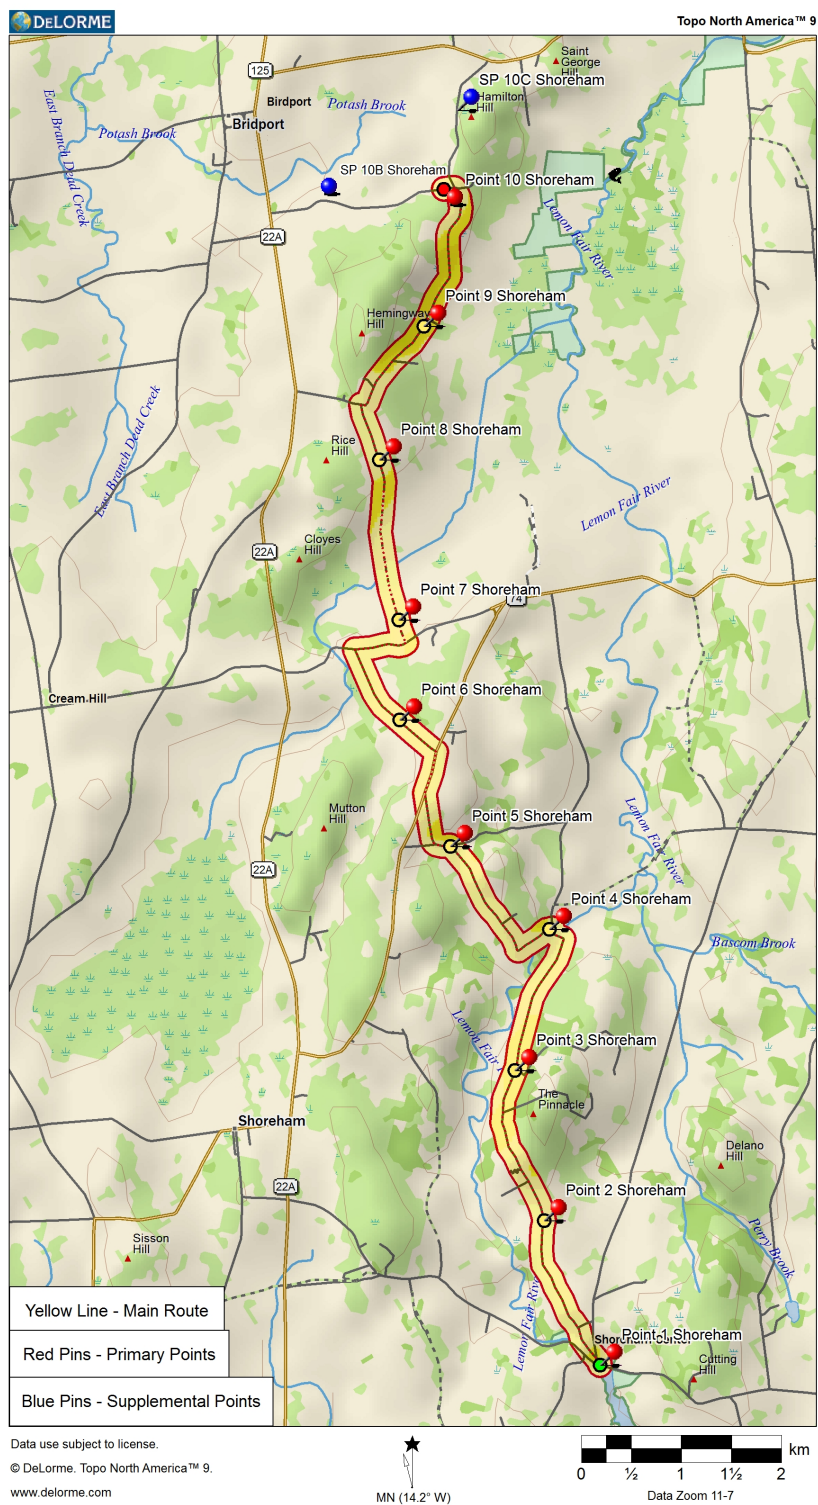 DELORME
Topo North America™ 9
Saint
George
Hill
125
SP 10C Shoreham
Hamilton
Hill
Birdport
Potash Brook
Bridport
Potash Brook
East Branch Dead Creek
SP 10B Shoreham
Point 10 Shoreham
Lemon Fair River
22A
Point 9 Shoreham
Hemingway
Hill
East Branch Dead Creek
Point 8 Shoreham
Rice
Hill
Lemon Fair River
Cloyes
Hill
22A
Point 7 Shoreham
74
Point 6 Shoreham
Cream Hill
Mutton
Hill
Point 5 Shoreham
Lemon Fair River
22A
Point 4 Shoreham
Bascom Brook
Lemon Fair
Point 3 Shoreham
The
Pinnacle
Shoreham
Delano
Hill
22A
Point 2 Shoreham
Sisson
Hill
Perry Brook
Yellow Line - Main Route
Lemon Fair River
Point 1 Shoreham
Red Pins - Primary Points
Cutting
Hill
Blue Pins - Supplemental Points
Data use subject to license.
© DeLorme. Topo North America™ 9.
www.delorme.com
MN (14.2° W)
km
0 ½ 1 1½ 2
Data Zoom 11-7